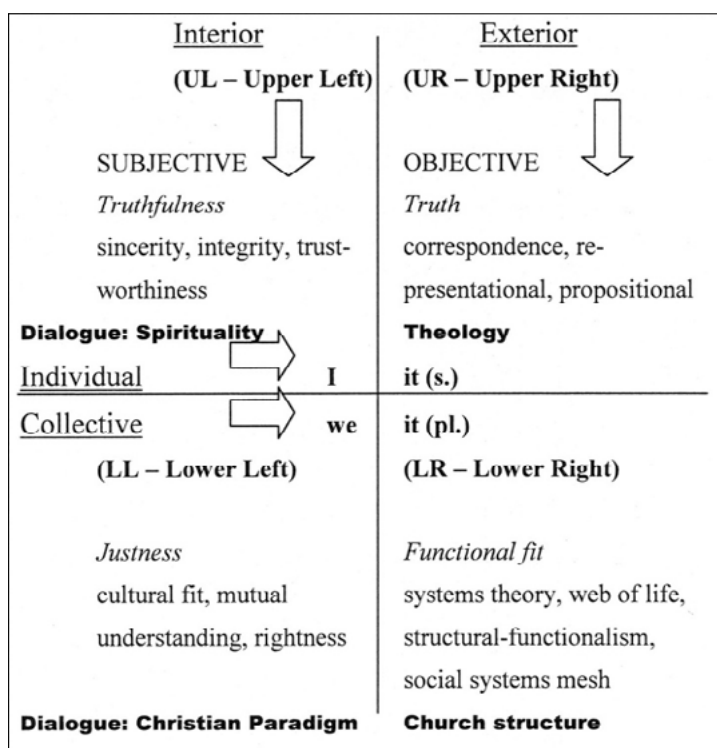 Interior
Exterior
(UL – Upper Left)
(UR – Upper Right)
SUBJECTIVE
OBJECTIVE
Truthfulness
Truth
sincerity, integrity, trust-
worthiness
correspondence, re-
presentational, propositional
Dialogue: Spirituality
Theology
Individual
I
it (s.)
Collective
we
it (pl.)
(LL – Lower Left)
(LR – Lower Right)
Justness
Functional fit
cultural fit, mutual
understanding, rightness
systems theory, web of life,
structural-functionalism,
social systems mesh
Dialogue: Christian Paradigm
Church structure